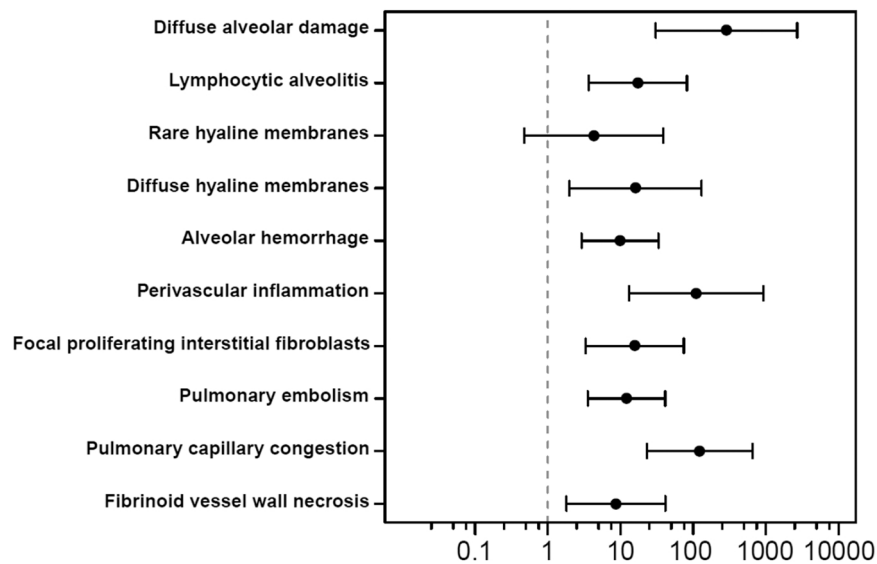 Diffuse alveolar damage
Lymphocytic alveolitis
Rare hyaline membranes
Diffuse hyaline membranes
Alveolar hemorrhage
Perivascular inflammation
Focal proliferating interstitial fibroblasts
Pulmonary embolism
Pulmonary capillary congestion
Fibrinoid vessel wall necrosis
0.1 1 10 100 1000 10000